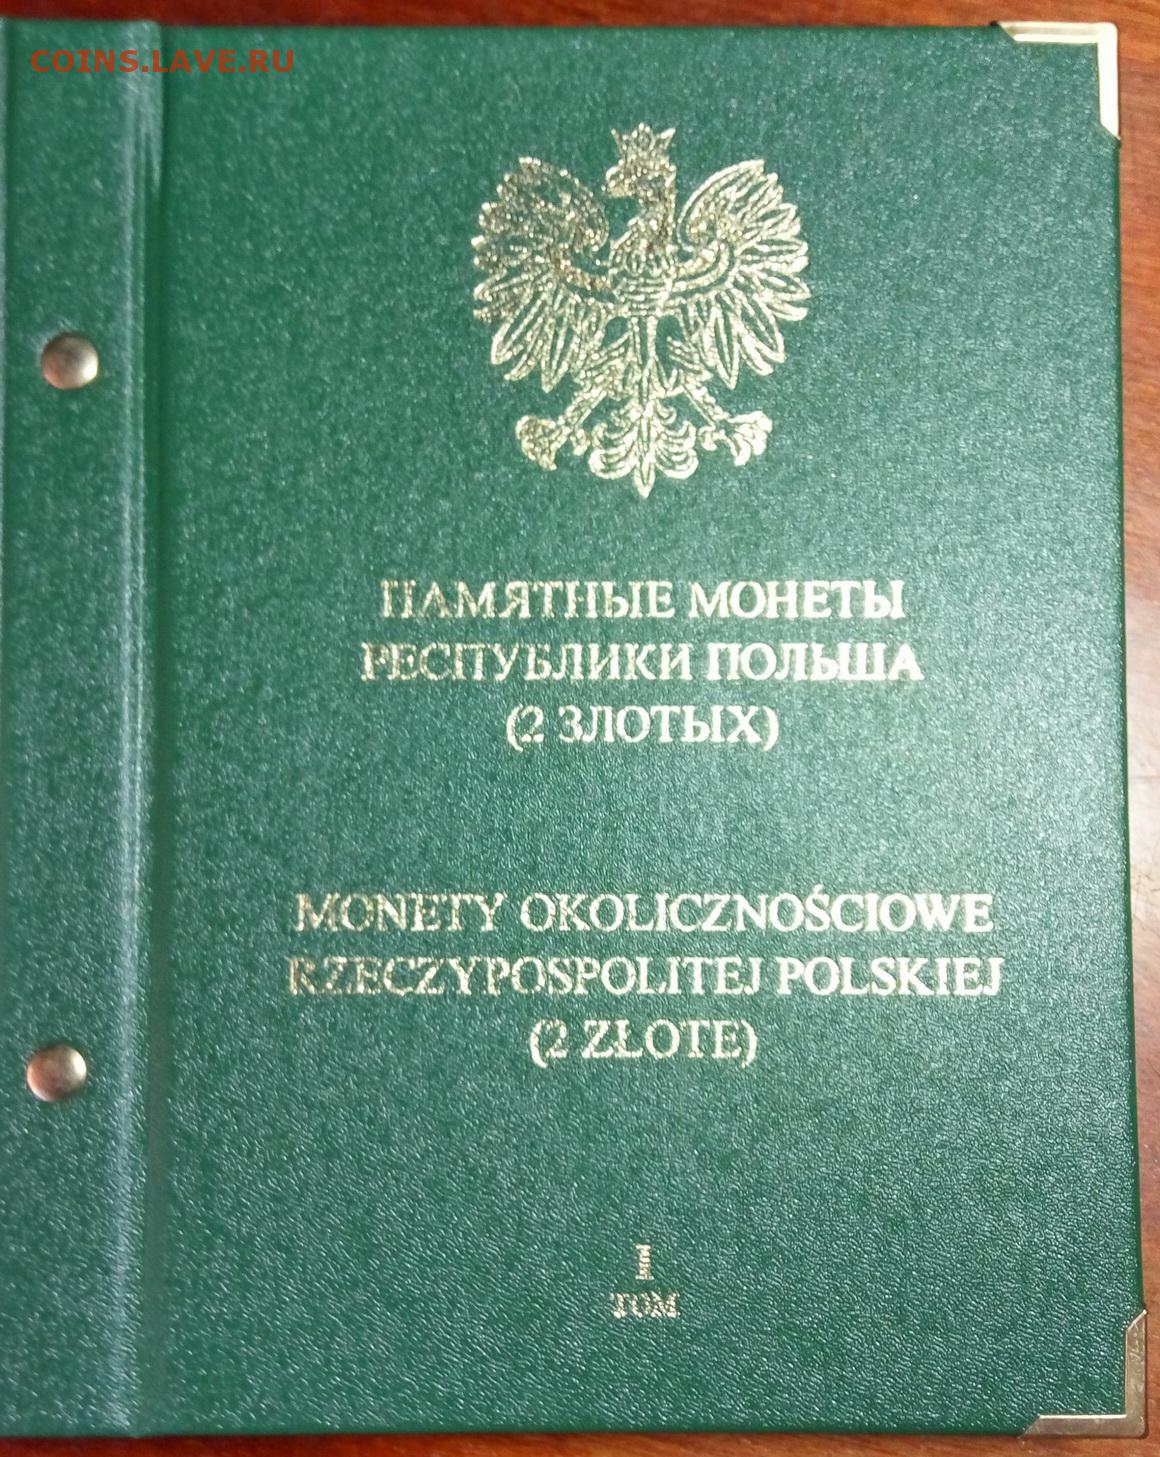 COINS.LAVE.RU
ПАМЯТНЫЕ МОНЕТЫ
РЕСПУБЛИКИ ПОЛЬША
(2 ЗЛОТЫХ)
MONETY OKOLICZNOŚCIOWE
RZECZYPOSPOLITEJ POLSKIEJ
(2 ZŁOTE)
I
ТОМ